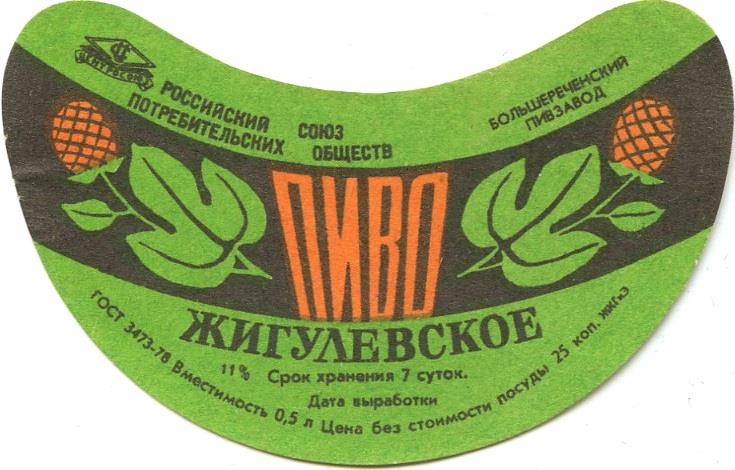 ЦЕНТРОСОЮЗ
РОССИЙСКИЙ СОЮЗ
ПОТРЕБИТЕЛЬСКИХ ОБЩЕСТВ
БОЛЬШЕРЕЧЕНСКИЙ
ПИВЗАВОД
ПИВО
ЖИГУЛЕВСКОЕ
11% Срок хранения 7 суток.
Дата выработки
ГОСТ 3473-78 Вместимость 0,5 л Цена без стоимости посуды 25 коп.